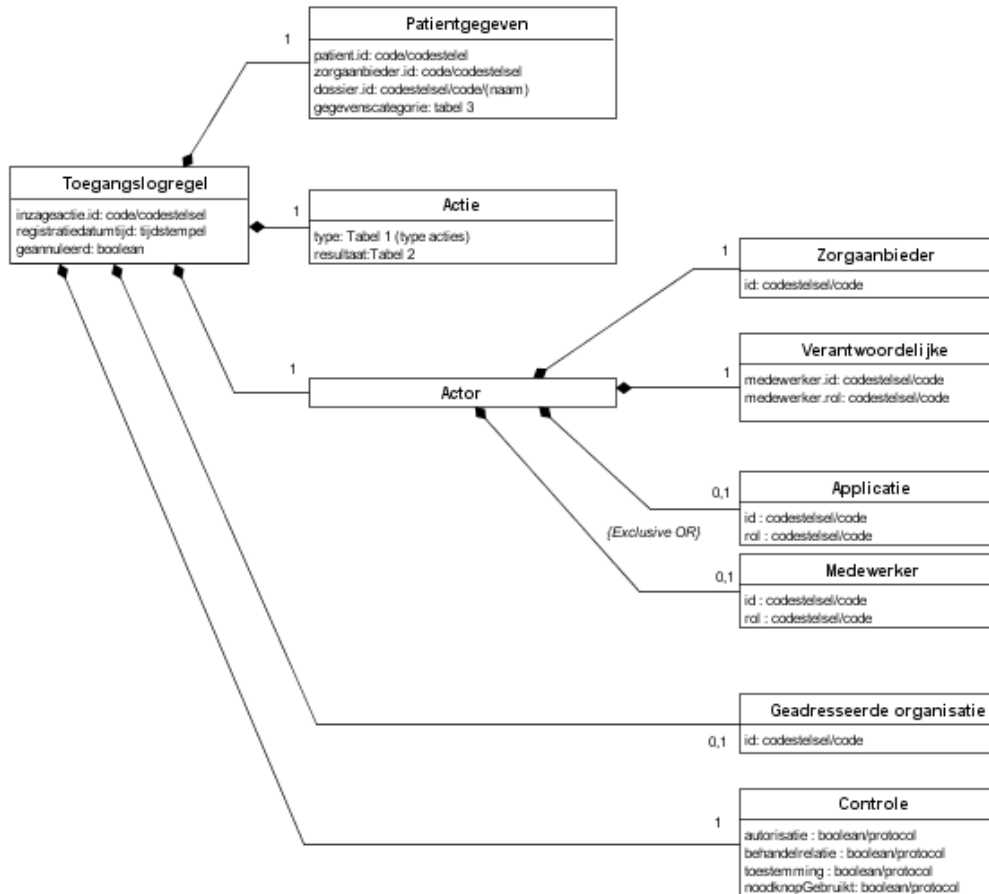 Patientgegeven
1
patient.id: code/codestelel
zorgaanbieder.id: code/codestelsel
dossier.id: codestelsel/code/(naam)
gegevenscategorie: tabel 3
Toegangslogregel
inzageactie.id: code/codestelsel
registratiedatumtijd: tijdstempel
geannuleerd: boolean
1
Actie
type: Tabel 1 (type acties)
resultaat:Tabel 2
1
Zorgaanbieder
id: codestelsel/code
Verantwoordelijke
1
medewerker.id: codestelsel/code
medewerker.rol: codestelsel/code
1
Actor
Applicatie
0,1
id : codestelsel/code
rol : codestelsel/code
{Exclusive OR}
Medewerker
0,1
id : codestelsel/code
rol : codestelsel/code
Geadresseerde organisatie
0,1
id: codestelsel/code
Controle
1
autorisatie : boolean/protocol
behandelrelatie : boolean/protocol
toestemming : boolean/protocol
noodknopGebruikt: boolean/protocol